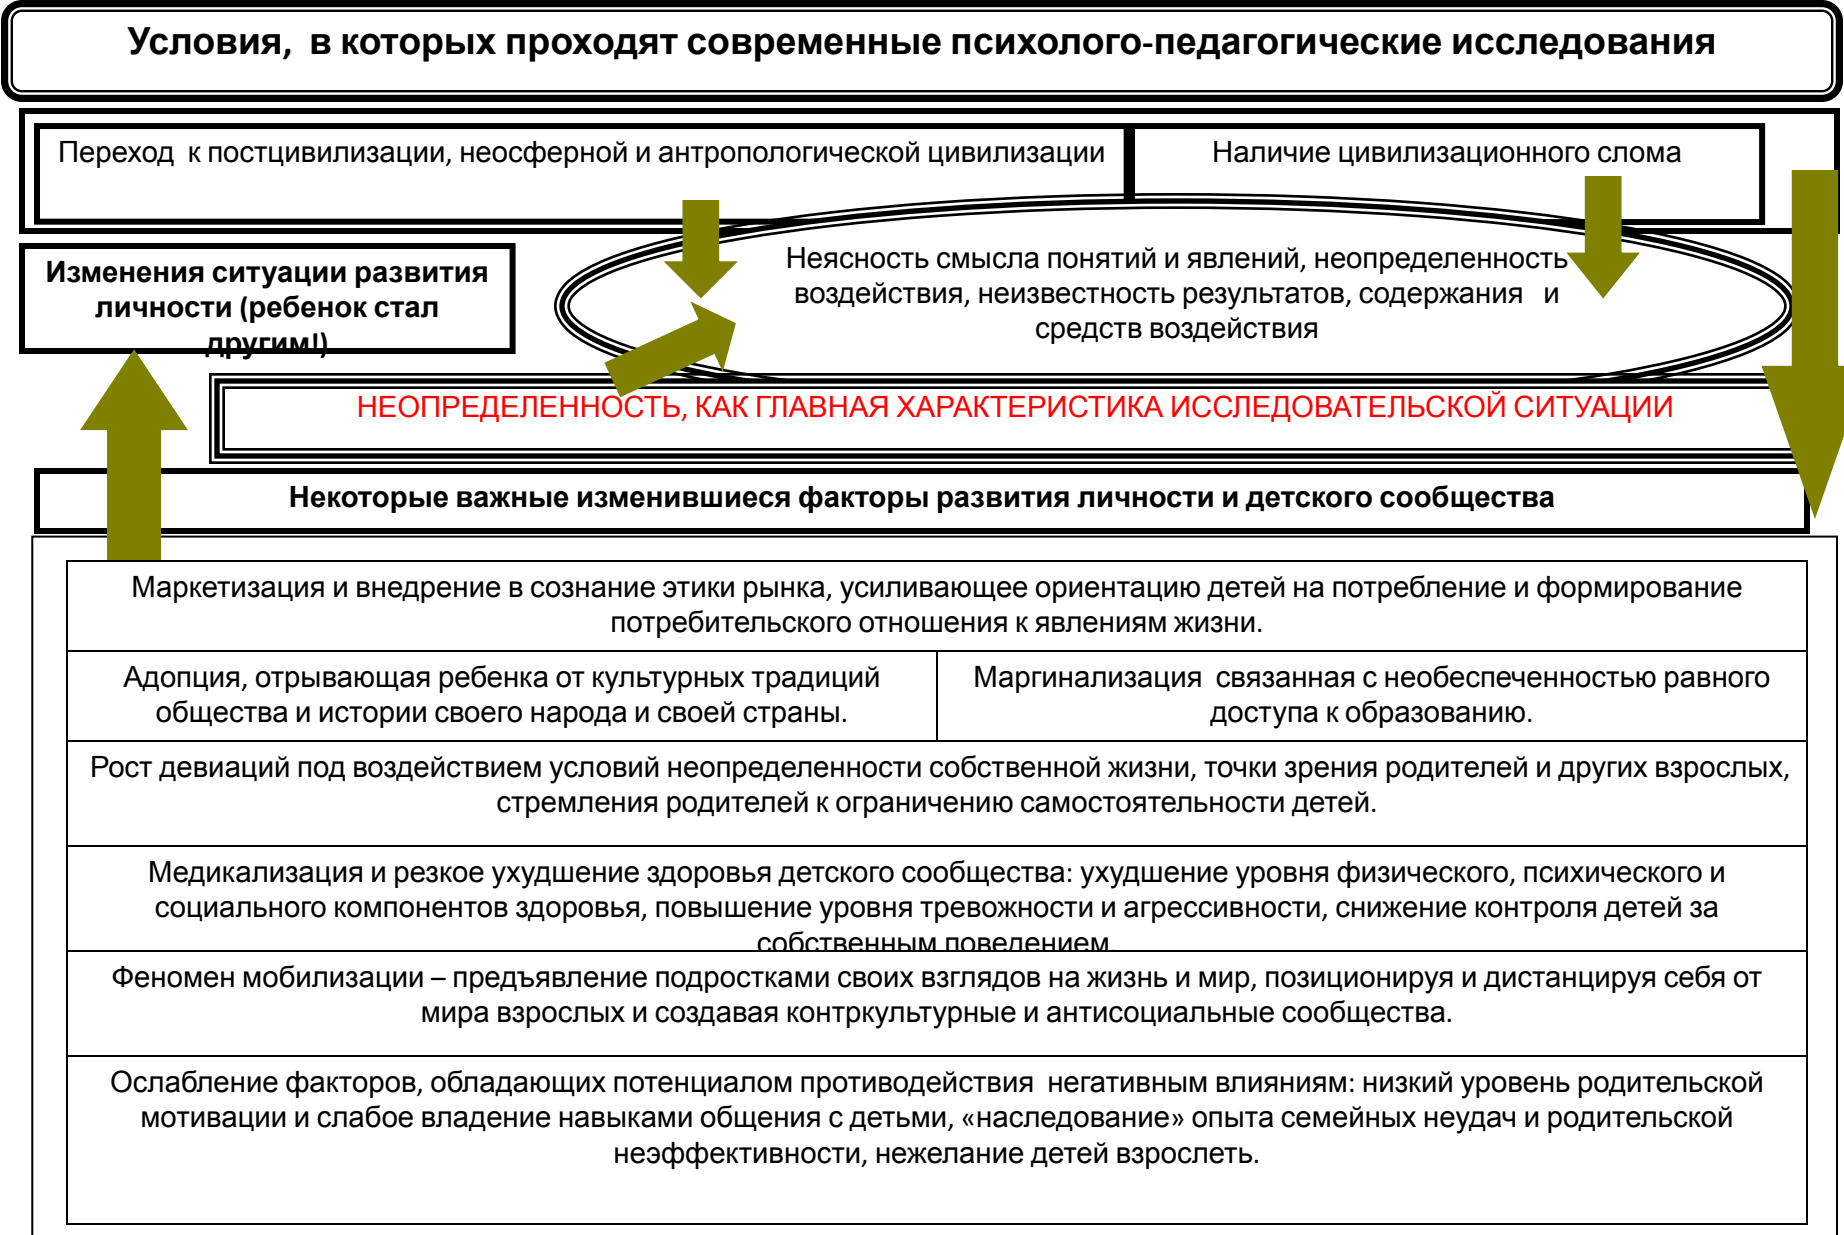 Условия, в которых проходят современные психолого-педагогические исследования
Переход к постцивилизации, неосферной и антропологической цивилизации
Наличие цивилизационного слома
Изменения ситуации развития
личности (ребенок стал
другим!)
Неясность смысла понятий и явлений, неопределенность
воздействия, неизвестность результатов, содержания и
средств воздействия
НЕОПРЕДЕЛЕННОСТЬ, КАК ГЛАВНАЯ ХАРАКТЕРИСТИКА ИССЛЕДОВАТЕЛЬСКОЙ СИТУАЦИИ
Некоторые важные изменившиеся факторы развития личности и детского сообщества
Маркетизация и внедрение в сознание этики рынка, усиливающее ориентацию детей на потребление и формирование
потребительского отношения к явлениям жизни.
Адопция, отрывающая ребенка от культурных традиций
общества и истории своего народа и своей страны.
Маргинализация связанная с необеспеченностью равного
доступа к образованию.
Рост девиаций под воздействием условий неопределенности собственной жизни, точки зрения родителей и других взрослых,
стремления родителей к ограничению самостоятельности детей.
Медикализация и резкое ухудшение здоровья детского сообщества: ухудшение уровня физического, психического и
социального компонентов здоровья, повышение уровня тревожности и агрессивности, снижение контроля детей за
собственным поведением
Феномен мобилизации – предъявление подростками своих взглядов на жизнь и мир, позиционируя и дистанцируя себя от
мира взрослых и создавая контркультурные и антисоциальные сообщества.
Ослабление факторов, обладающих потенциалом противодействия негативным влияниям: низкий уровень родительской
мотивации и слабое владение навыками общения с детьми, «наследование» опыта семейных неудач и родительской
неэффективности, нежелание детей взрослеть.